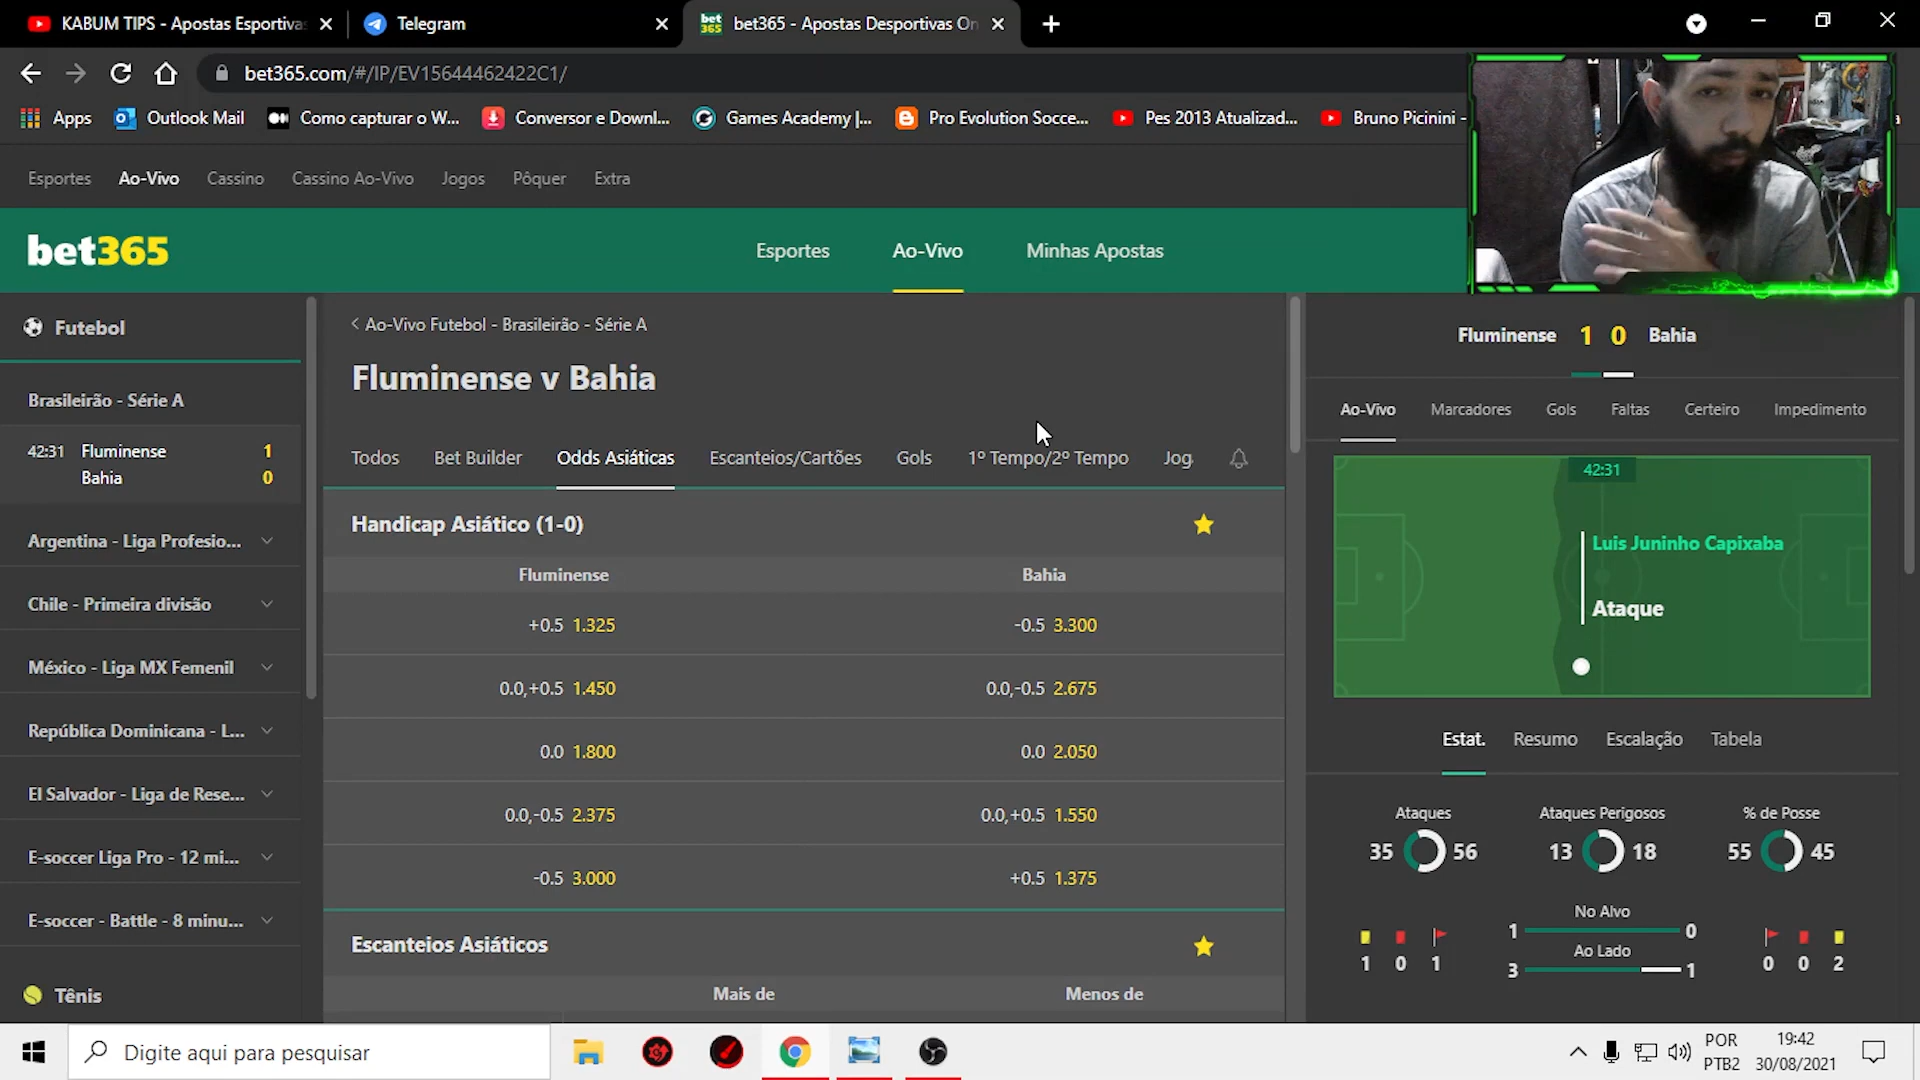 KABUM TIPS - Apostas Esportiva
Telegram
bet365 - Apostas Desportivas On
bet365.com/#/IP/EV15644462422C1/
Apps
Outlook Mail
Como capturar o W...
Conversor e Downl...
Games Academy |...
Pro Evolution Socce...
Pes 2013 Atualizad...
Bruno Picinini -
Esportes
Ao-Vivo
Cassino
Cassino Ao-Vivo
Jogos
Pôquer
Extra
bet365
Esportes
Ao-Vivo
Minhas Apostas
Futebol
Brasileirão - Série A
42:31 Fluminense 1
Bahia 0
Argentina - Liga Profesio...
Chile - Primeira divisão
México - Liga MX Femenil
República Dominicana - L...
El Salvador - Liga de Rese...
E-soccer Liga Pro - 12 mi...
E-soccer - Battle - 8 minu...
Tênis
< Ao-Vivo Futebol - Brasileirão - Série A
Fluminense v Bahia
Todos
Bet Builder
Odds Asiáticas
Escanteios/Cartões
Gols
1º Tempo/2º Tempo
Jog
Handicap Asiático (1-0)
Fluminense Bahia
+0.5 1.325 -0.5 3.300
0.0,+0.5 1.450 0.0,-0.5 2.675
0.0 1.800 0.0 2.050
0.0,-0.5 2.375 0.0,+0.5 1.550
-0.5 3.000 +0.5 1.375
Escanteios Asiáticos
Mais de Menos de
Fluminense 1 0 Bahia
Ao-Vivo
Marcadores
Gols
Faltas
Certeiro
Impedimento
42:31
Luis Juninho Capixaba
Ataque
Estat.
Resumo
Escalação
Tabela
Ataques Ataques Perigosos % de Posse
35 56 13 18 55 45
No Alvo
1 0
Ao Lado
3 1
1 0 1
0 0 2
Digite aqui para pesquisar
POR
PTB2
19:42
30/08/2021